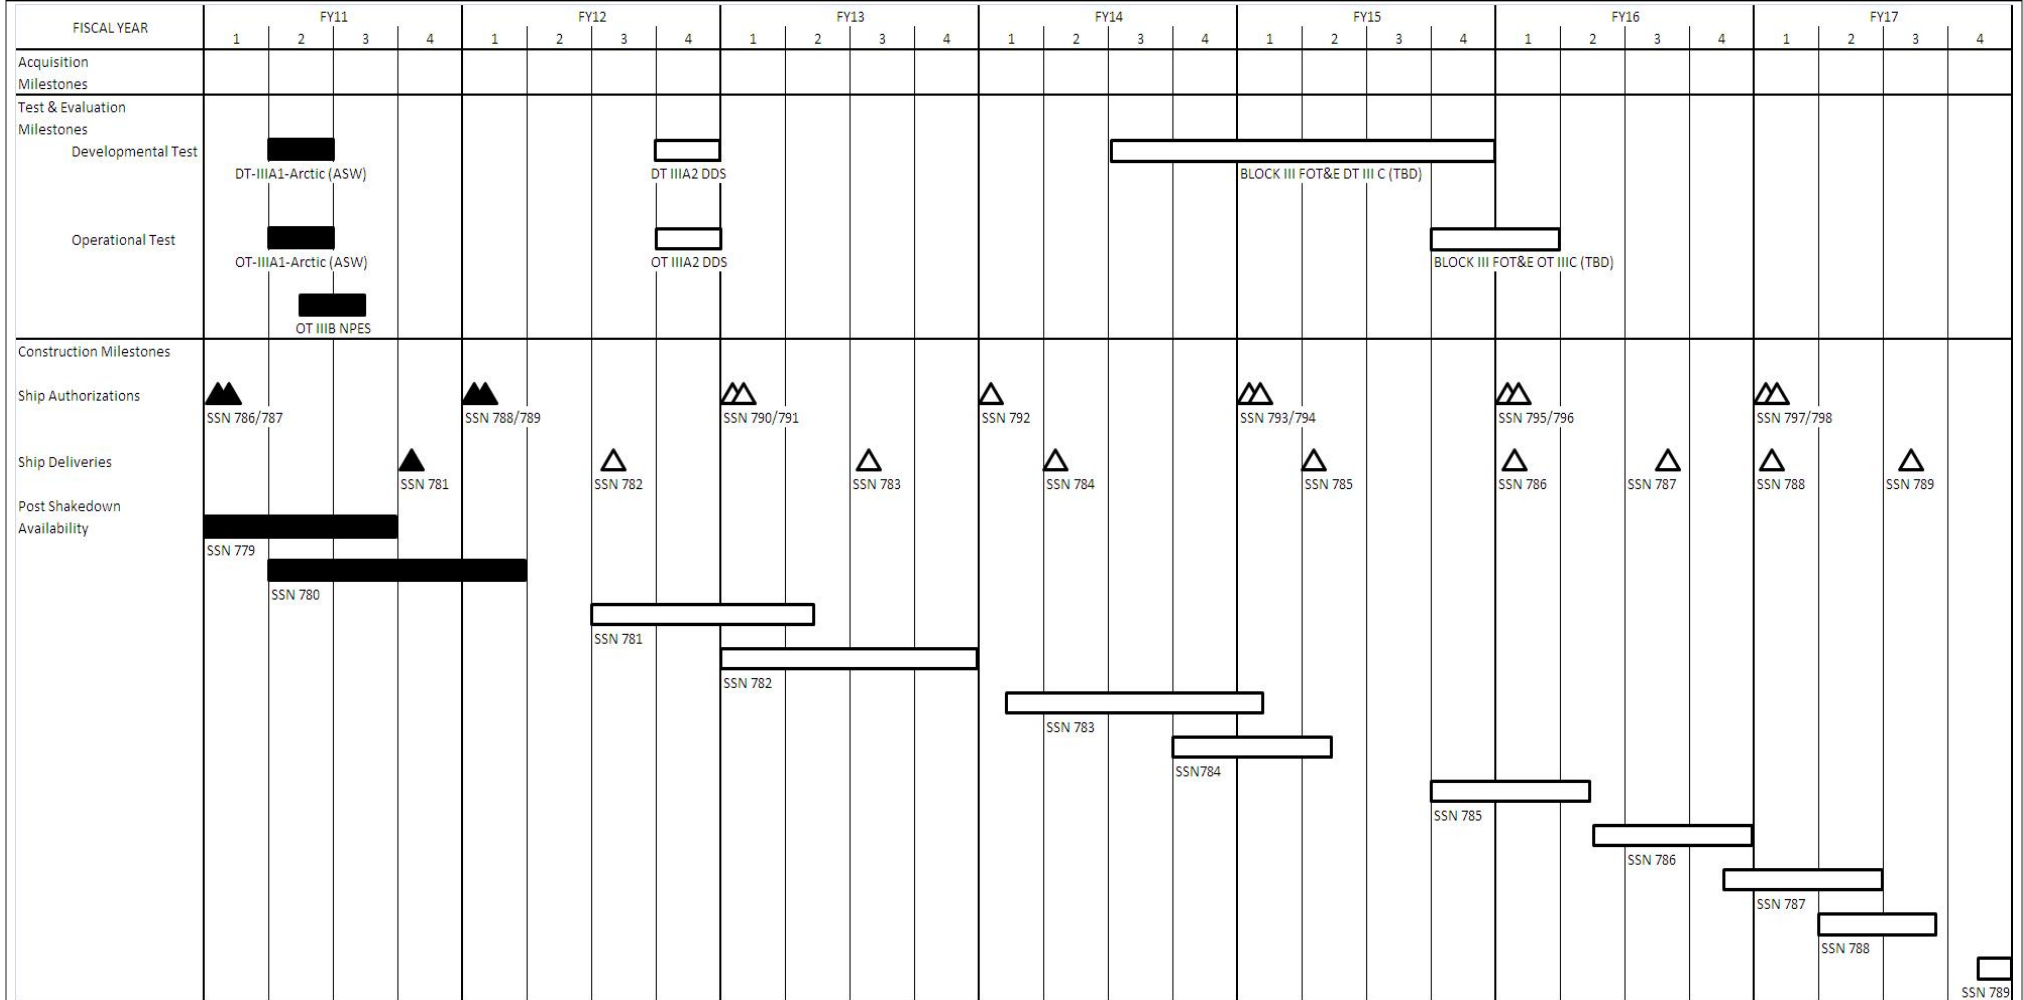 FISCAL YEAR FY11 FY12 FY13 FY14 FY15 FY16 FY17
1 2 3 4 1 2 3 4 1 2 3 4 1 2 3 4 1 2 3 4 1 2 3 4 1 2 3 4
Acquisition
Milestones
Test & Evaluation
Milestones
Developmental Test
DT-IIIA1-Arctic (ASW) DT IIIA2 DDS BLOCK III FOT&E DT III C (TBD)
Operational Test
OT-IIIA1-Arctic (ASW) OT IIIA2 DDS BLOCK III FOT&E OT IIIC (TBD)
OT IIIB NPES
Construction Milestones
Ship Authorizations
SSN 786/787 SSN 788/789 SSN 790/791 SSN 792 SSN 793/794 SSN 795/796 SSN 797/798
Ship Deliveries
SSN 781 SSN 782 SSN 783 SSN 784 SSN 785 SSN 786 SSN 787 SSN 788 SSN 789
Post Shakedown
Availability
SSN 779
SSN 780
SSN 781
SSN 782
SSN 783
SSN784
SSN 785
SSN 786
SSN 787
SSN 788
SSN 789